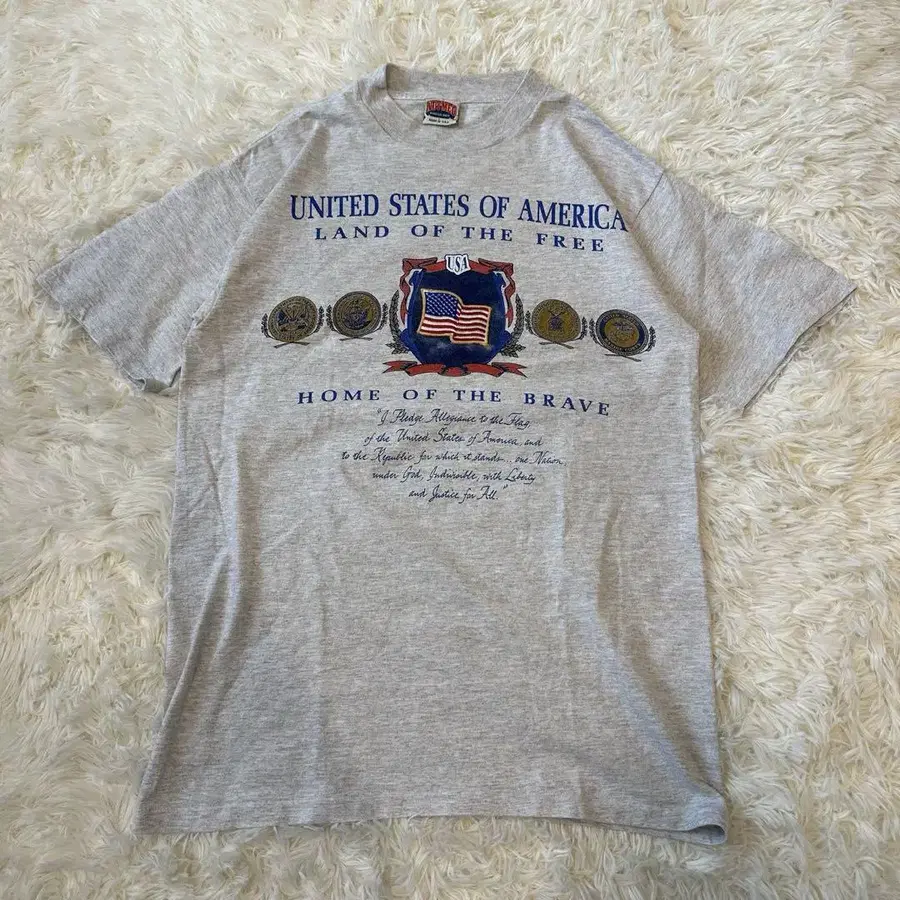 UNITED STATES OF AMERICA
LAND OF THE FREE
USA
HOME OF THE BRAVE
"I Pledge Allegiance to the Flag
of the United States of America, and
to the Republic for which it stands... one Nation,
under God, Indivisible, with Liberty
and Justice for All."